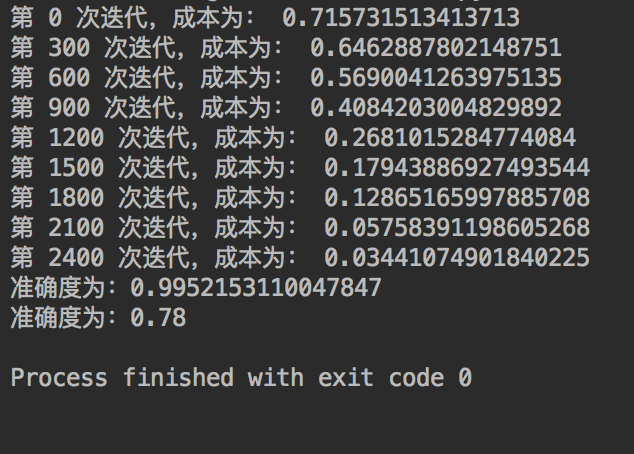 第 0 次迭代，成本为： 0.715731513413713
第 300 次迭代，成本为： 0.6462887802148751
第 600 次迭代，成本为： 0.5690041263975135
第 900 次迭代，成本为： 0.4084203004829892
第 1200 次迭代，成本为： 0.2681015284774084
第 1500 次迭代，成本为： 0.17943886927493544
第 1800 次迭代，成本为： 0.12865165997885708
第 2100 次迭代，成本为： 0.05758391198605268
第 2400 次迭代，成本为： 0.03441074901840225
准确度为：0.9952153110047847
准确度为：0.78
Process finished with exit code 0